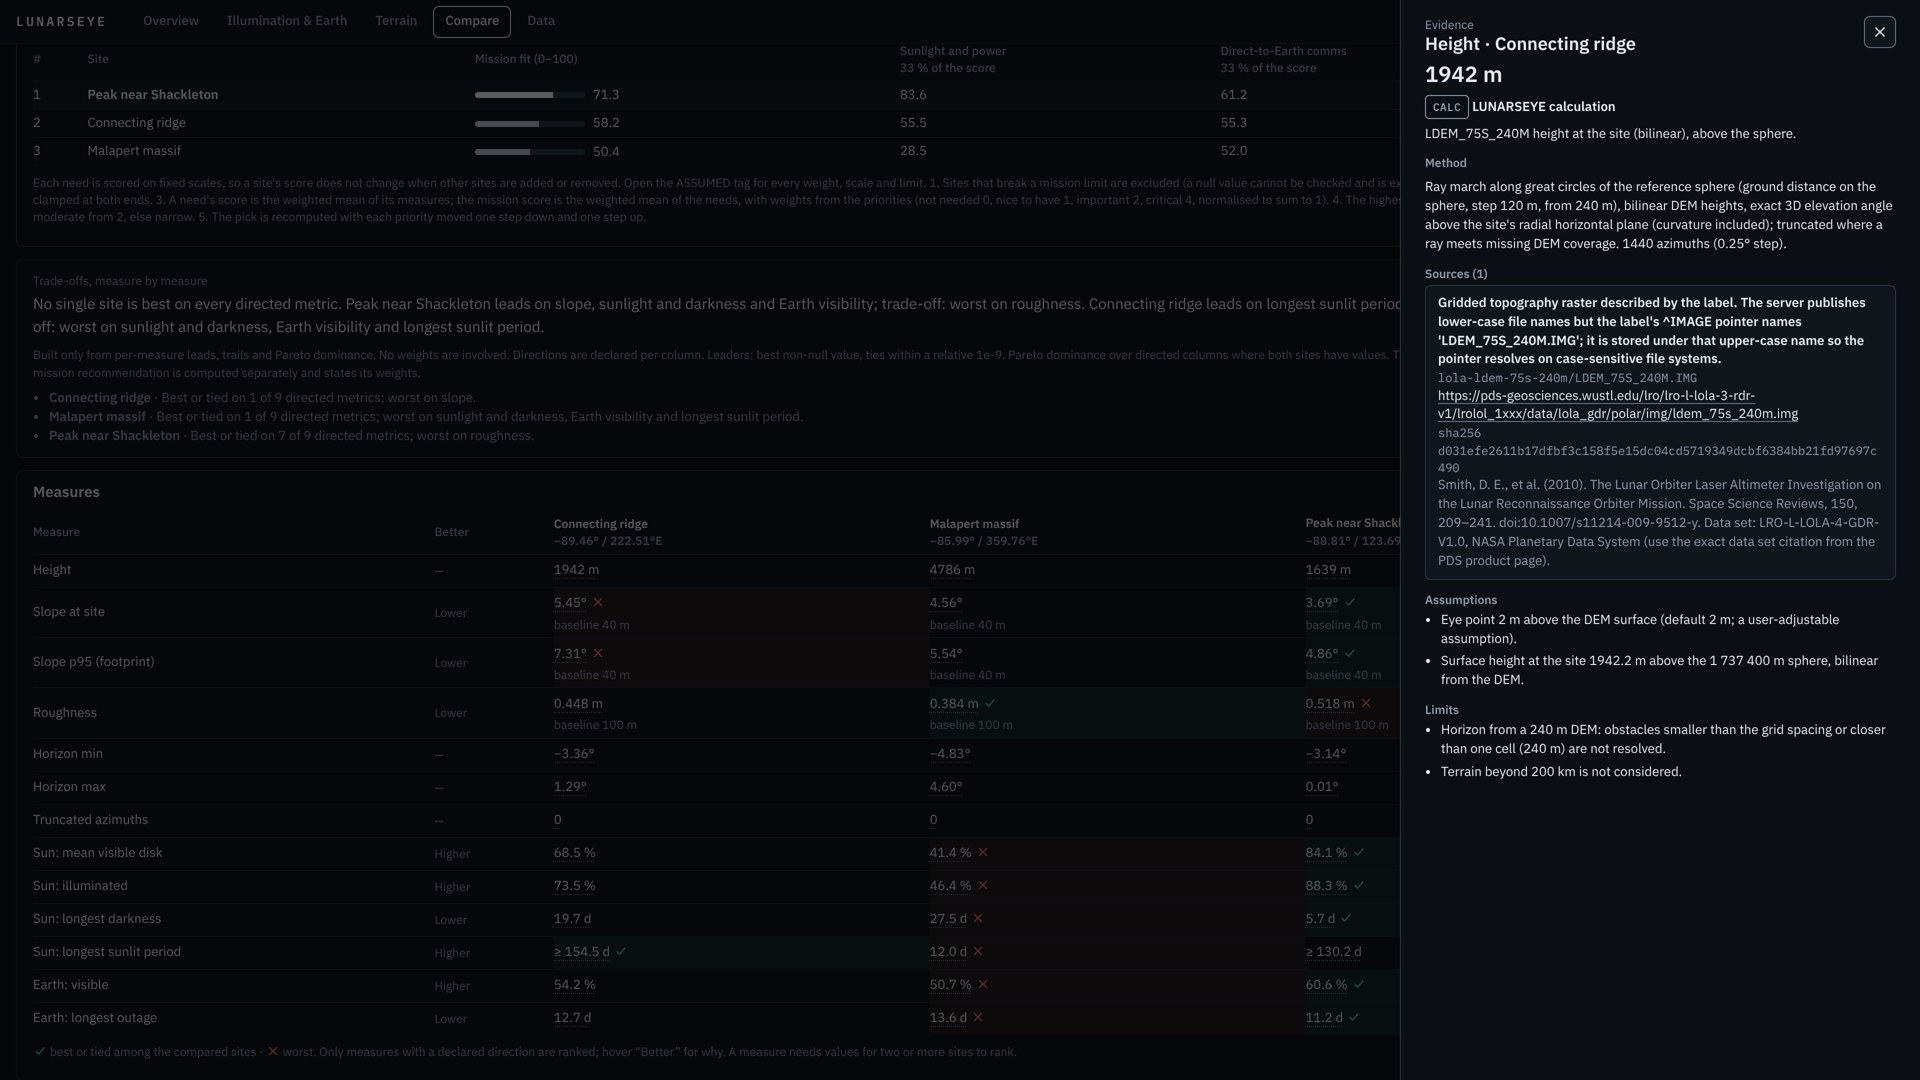 LUNARSEYE Overview Illumination & Earth Terrain Compare Data
# Site Mission fit (0–100) Sunlight and power 33 % of the score Direct-to-Earth comms 33 % of the score
1 Peak near Shackleton 71.3 83.6 61.2
2 Connecting ridge 58.2 55.5 55.3
3 Malapert massif 50.4 28.5 52.0
Each need is scored on fixed scales, so a site's score does not change when other sites are added or removed. Open the ASSUMED tag for every weight, scale and limit. 1. Sites that break a mission limit are excluded (a null value cannot be checked and is
clamped at both ends. 3. A need's score is the weighted mean of its measures; the mission score is the weighted mean of the needs, with weights from the priorities (not needed 0, nice to have 1, important 2, critical 4, normalised to sum to 1). 4. The
moderate from 2, else narrow. 5. The pick is recomputed with each priority moved one step down and one step up.
Trade-offs, measure by measure
No single site is best on every directed metric. Peak near Shackleton leads on slope, sunlight and darkness and Earth visibility; trade-off: worst on roughness. Connecting ridge leads on longest sunlit
off: worst on sunlight and darkness, Earth visibility and longest sunlit period.
Built only from per-measure leads, trails and Pareto dominance. No weights are involved. Directions are declared per column. Leaders: best non-null value, ties within a relative 1e-9. Pareto dominance over directed columns where both sites have values.
mission recommendation is computed separately and states its weights.
• Connecting ridge · Best or tied on 1 of 9 directed metrics; worst on slope.
• Malapert massif · Best or tied on 1 of 9 directed metrics; worst on sunlight and darkness, Earth visibility and longest sunlit period.
• Peak near Shackleton · Best or tied on 7 of 9 directed metrics; worst on roughness.
Measures
Measure Better Connecting ridge Malapert massif Peak near
−89.46° / 222.51°E −85.99° / 359.76°E −88.81° /
Height — 1942 m 4786 m 1639 m
Slope at site Lower 5.45° ✕ 4.56° 3.69° ✓
baseline 40 m baseline 40 m baseline 40 m
Slope p95 (footprint) Lower 7.31° ✕ 5.54° 4.86° ✓
baseline 40 m baseline 40 m baseline 40 m
Roughness Lower 0.448 m 0.384 m ✓ 0.518 m ✕
baseline 100 m baseline 100 m baseline 100 m
Horizon min — −3.36° −4.83° −3.14°
Horizon max — 1.29° 4.60° 0.01°
Truncated azimuths — 0 0 0
Sun: mean visible disk Higher 68.5 % 41.4 % ✕ 84.1 % ✓
Sun: illuminated Higher 73.5 % 46.4 % ✕ 88.3 % ✓
Sun: longest darkness Lower 19.7 d 27.5 d ✕ 5.7 d ✓
Sun: longest sunlit period Higher ≥ 154.5 d ✓ 12.0 d ✕ ≥ 130.2 d
Earth: visible Higher 54.2 % 50.7 % ✕ 60.6 % ✓
Earth: longest outage Lower 12.7 d 13.6 d ✕ 11.2 d ✓
✓ best or tied among the compared sites · ✕ worst. Only measures with a declared direction are ranked; hover “Better” for why. A measure needs values for two or more sites to rank.
Evidence
Height · Connecting ridge
1942 m
CALC LUNARSEYE calculation
LDEM_75S_240M height at the site (bilinear), above the sphere.
Method
Ray march along great circles of the reference sphere (ground distance on the
sphere, step 120 m, from 240 m), bilinear DEM heights, exact 3D elevation angle
above the site's radial horizontal plane (curvature included); truncated where a
ray meets missing DEM coverage. 1440 azimuths (0.25° step).
Sources (1)
Gridded topography raster described by the label. The server publishes
lower-case file names but the label's ^IMAGE pointer names
'LDEM_75S_240M.IMG'; it is stored under that upper-case name so the
pointer resolves on case-sensitive file systems.
lola-ldem-75s-240m/LDEM_75S_240M.IMG
https://pds-geosciences.wustl.edu/lro/lro-l-lola-3-rdr-
v1/lrolol_1xxx/data/lola_gdr/polar/img/ldem_75s_240m.img
sha256
d031efe2611b17dfbf3c158f5e15dc04cd5719349dcbf6384bb21fd97697c
490
Smith, D. E., et al. (2010). The Lunar Orbiter Laser Altimeter Investigation on
the Lunar Reconnaissance Orbiter Mission. Space Science Reviews, 150,
209–241. doi:10.1007/s11214-009-9512-y. Data set: LRO-L-LOLA-4-GDR-
V1.0, NASA Planetary Data System (use the exact data set citation from the
PDS product page).
Assumptions
• Eye point 2 m above the DEM surface (default 2 m; a user-adjustable
assumption).
• Surface height at the site 1942.2 m above the 1 737 400 m sphere, bilinear
from the DEM.
Limits
• Horizon from a 240 m DEM: obstacles smaller than the grid spacing or closer
than one cell (240 m) are not resolved.
• Terrain beyond 200 km is not considered.